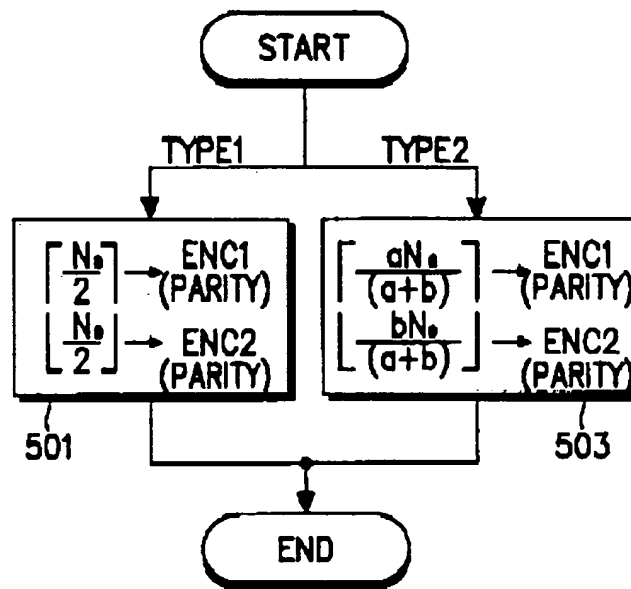 START
TYPE1
TYPE2
[Ne/2] → ENC1
(PARITY)
[Ne/2] → ENC2
(PARITY)
[aNe/(a+b)] → ENC1
(PARITY)
[bNe/(a+b)] → ENC2
(PARITY)
501
503
END